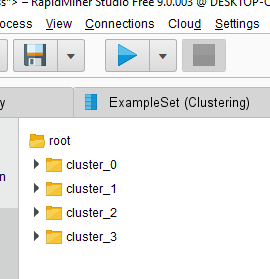 s"> – RapidMiner Studio Free 9.0.003 @ DESKTOP-
ocess View Connections Cloud Settings
y ExampleSet (Clustering)
root
cluster_0
cluster_1
n
cluster_2
cluster_3